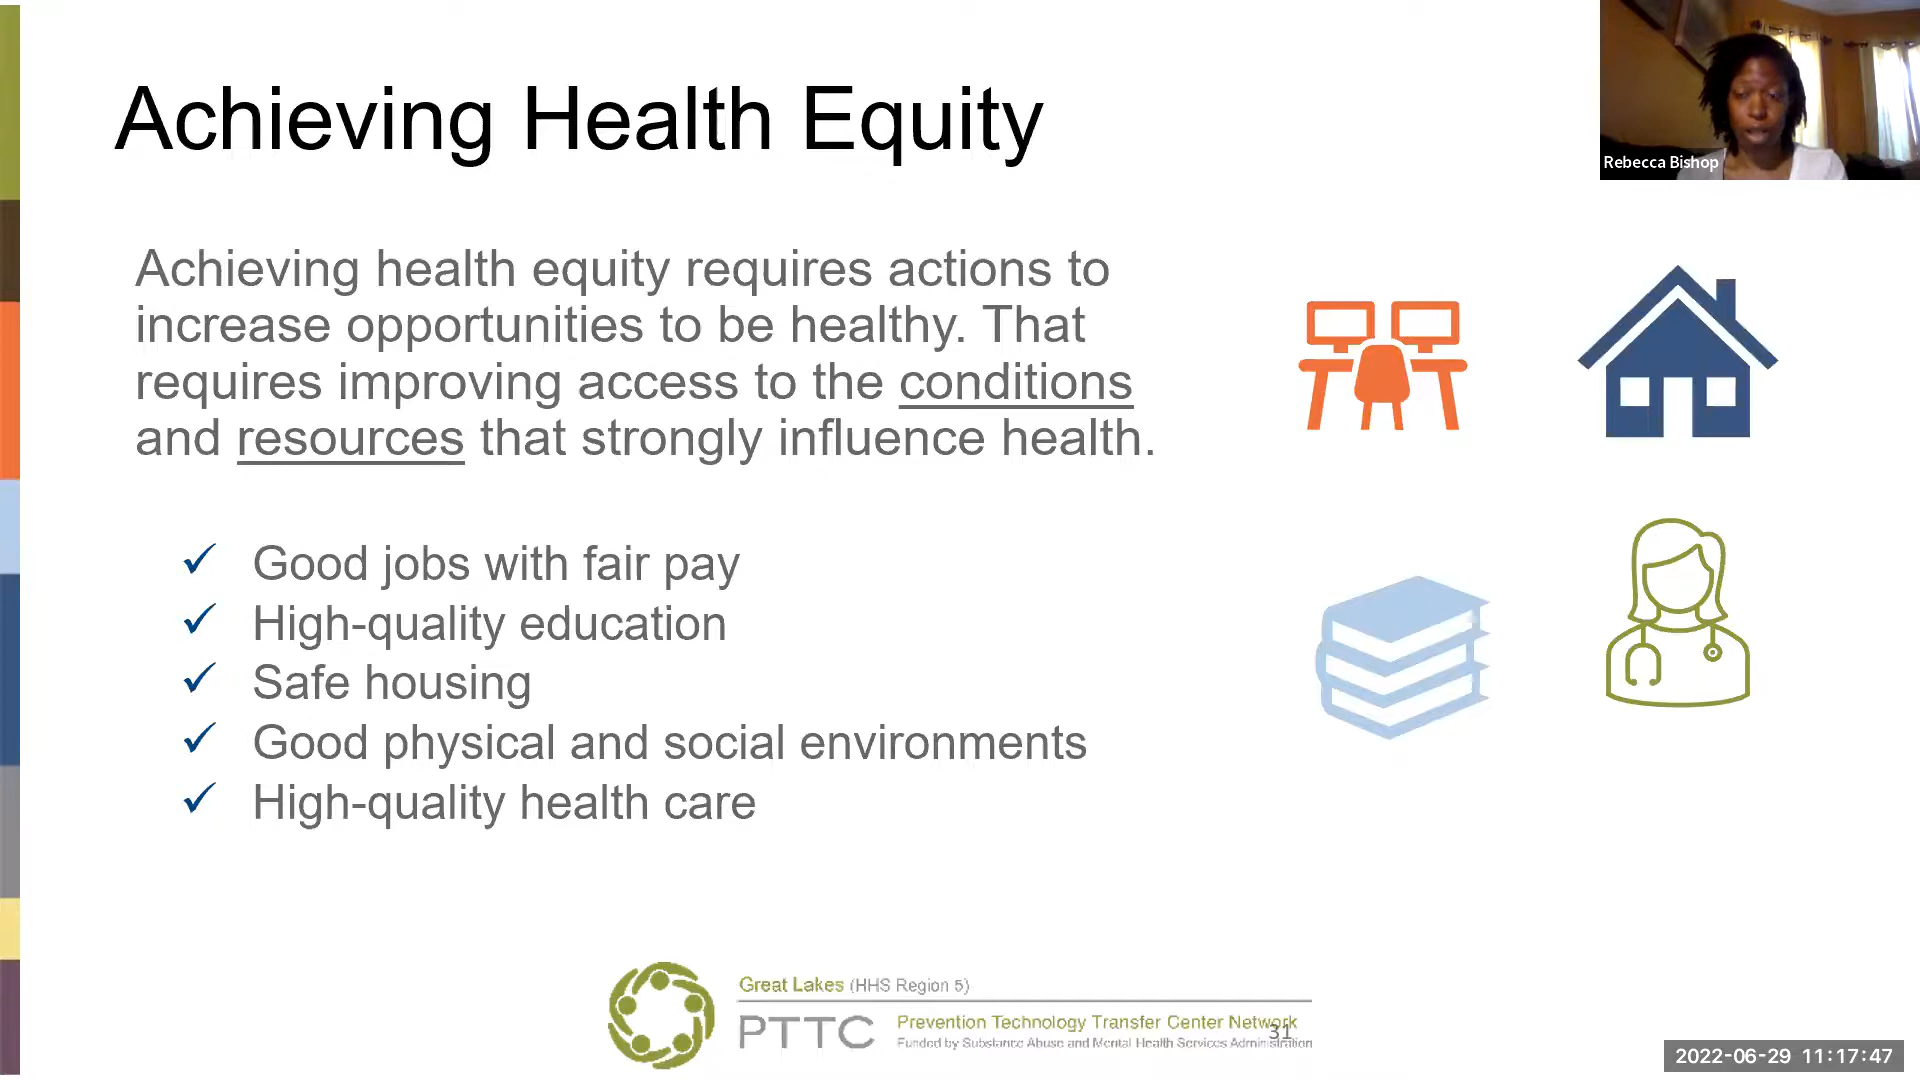 Achieving Health Equity
Rebecca Bishop
Achieving health equity requires actions to
increase opportunities to be healthy. That
requires improving access to the conditions
and resources that strongly influence health.
✓ Good jobs with fair pay
✓ High-quality education
✓ Safe housing
✓ Good physical and social environments
✓ High-quality health care
Great Lakes (HHS Region 5)
PTTC
Prevention Technology Transfer Center Network
Funded by Substance Abuse and Mental Health Services Administration
31
2022-06-29 11:17:47